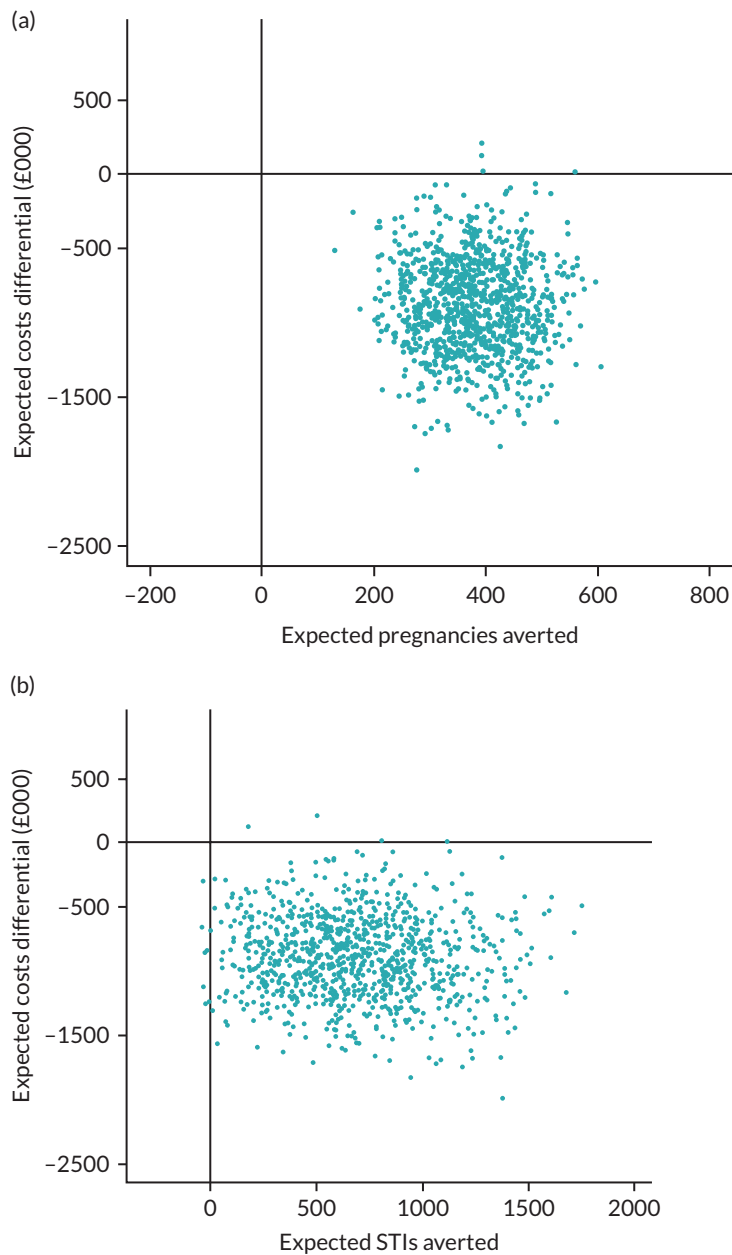 (a)
Expected costs differential (£000)
500
0
–500
–1500
–2500
–200 0 200 400 600 800
Expected pregnancies averted
(b)
Expected costs differential (£000)
500
0
–500
–1500
–2500
0 500 1000 1500 2000
Expected STIs averted